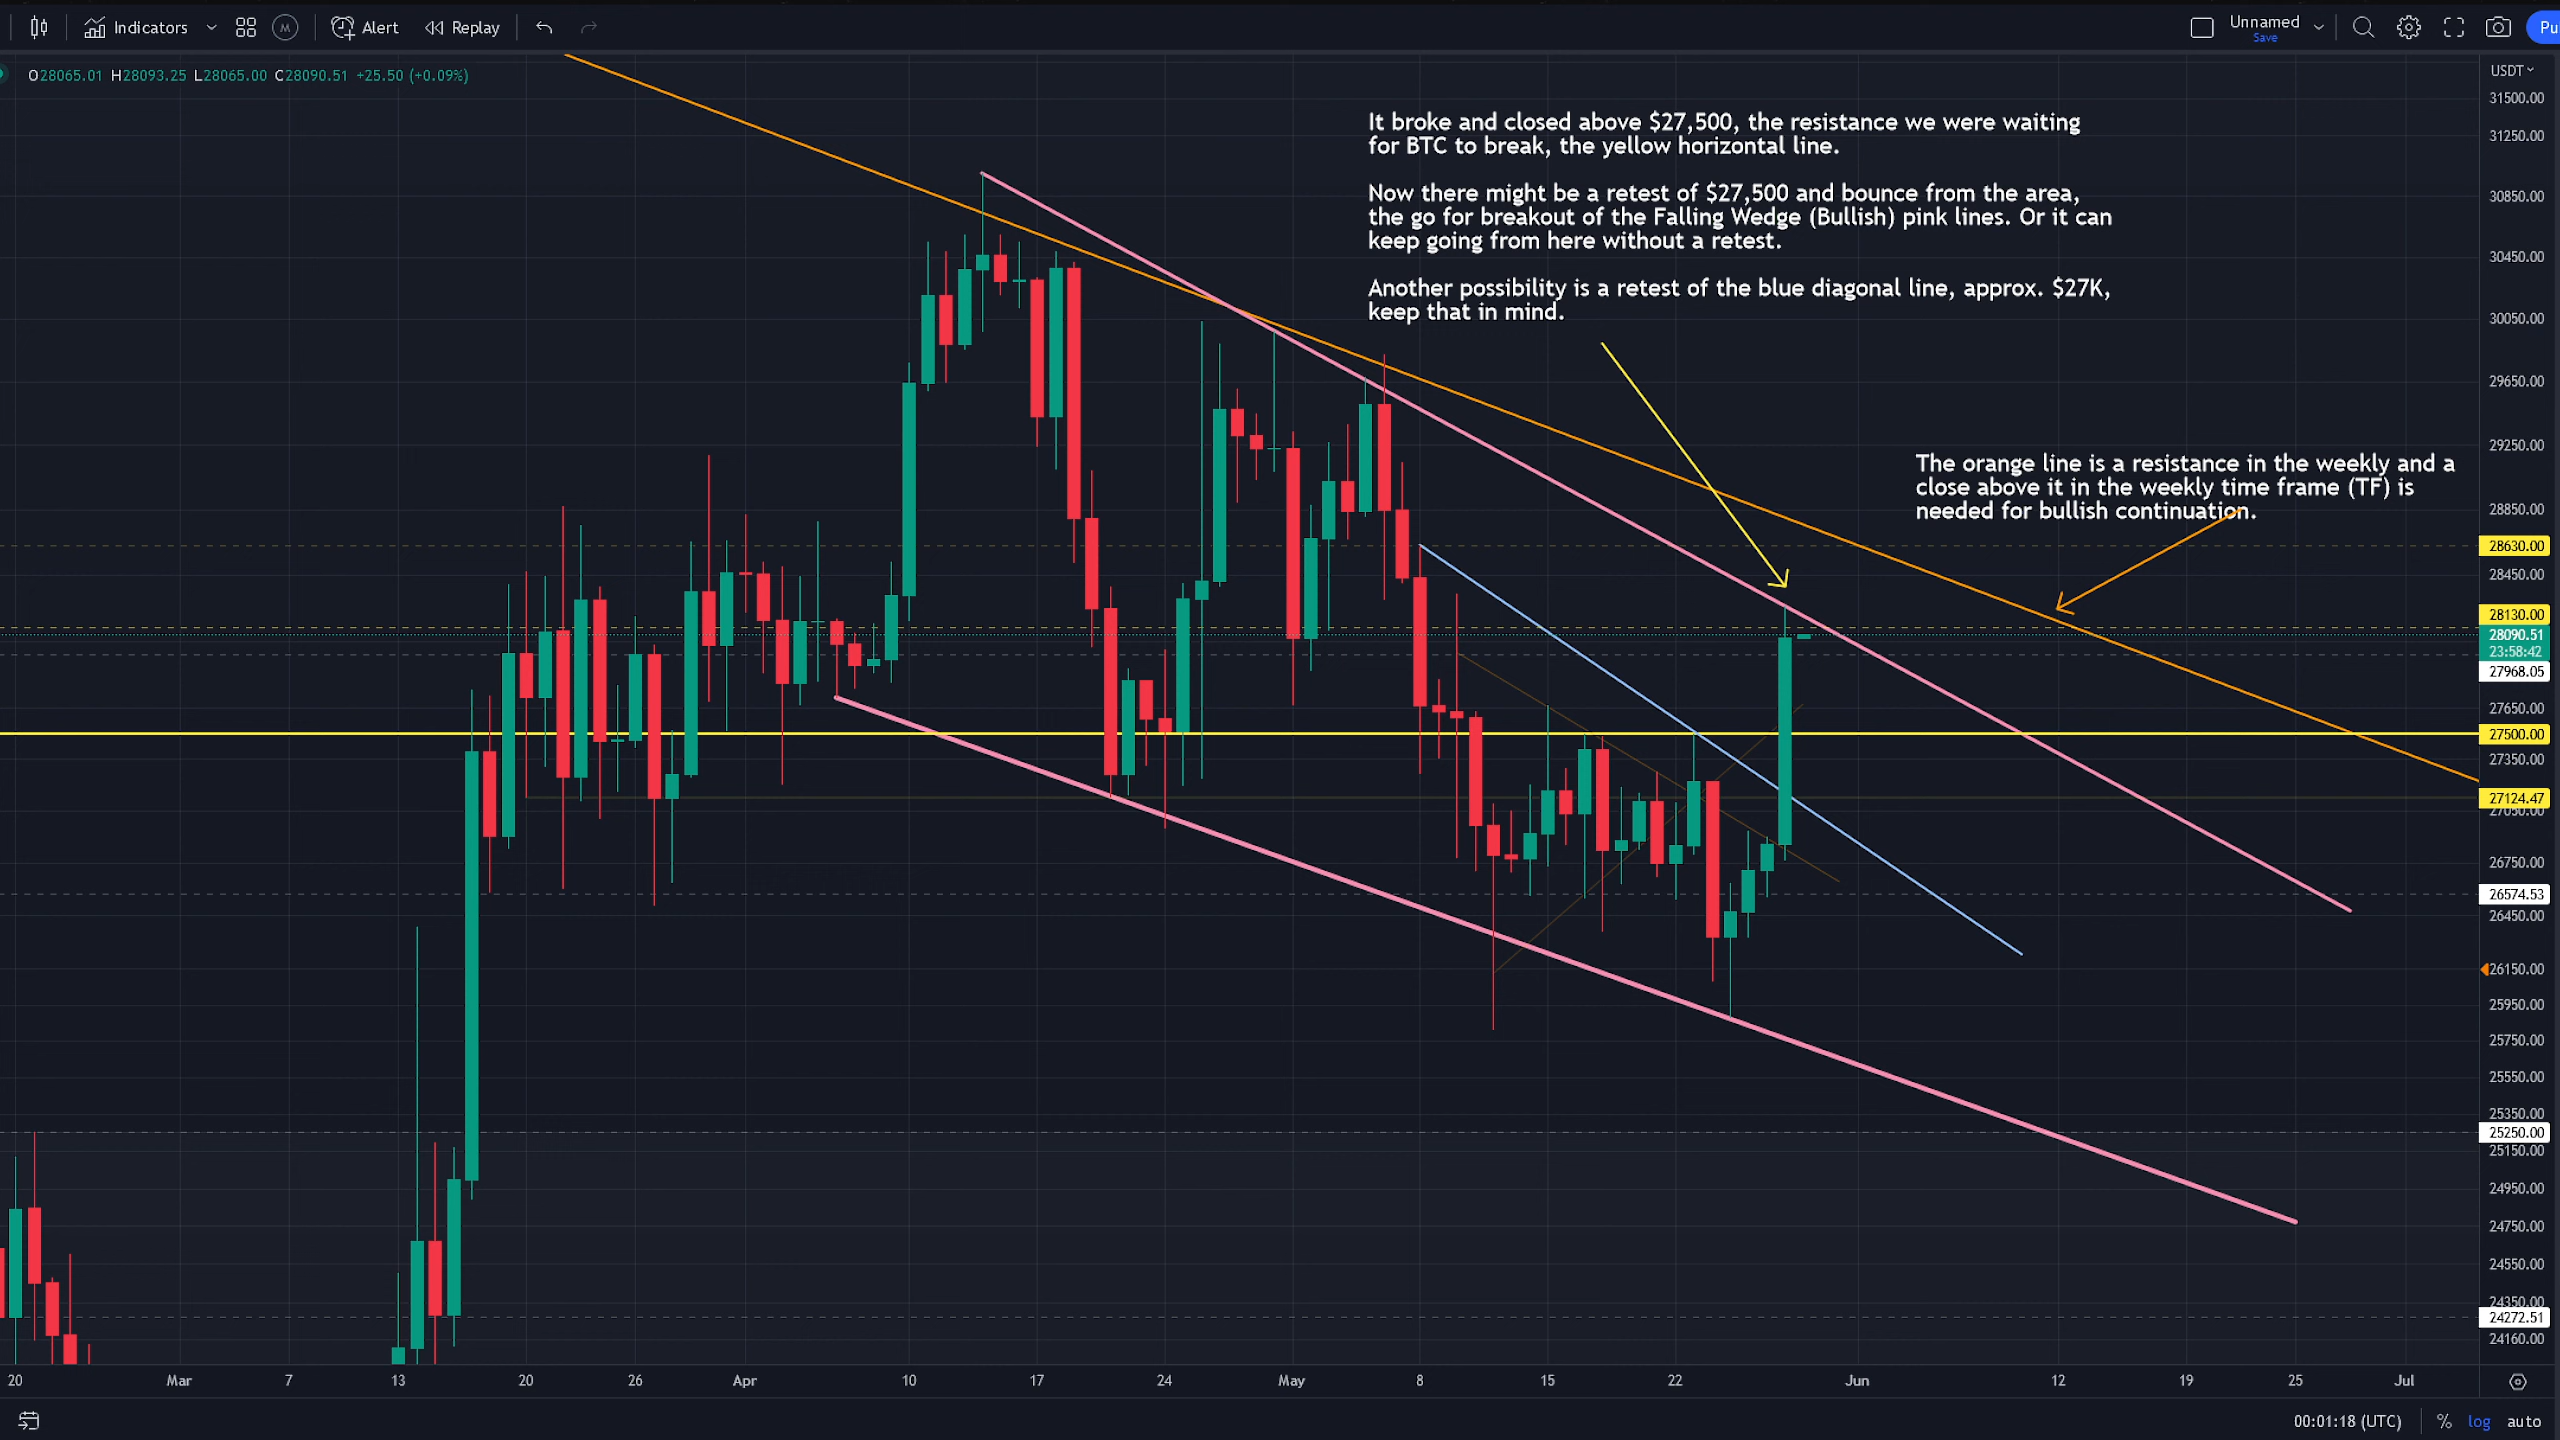 Indicators
M
Alert
Replay
Unnamed
Save
Pu
O28065.01 H28093.25 L28065.00 C28090.51 +25.50 (+0.09%)
USDT
31500.00
31250.00
It broke and closed above $27,500, the resistance we were waiting
for BTC to break, the yellow horizontal line.
Now there might be a retest of $27,500 and bounce from the area,
the go for breakout of the Falling Wedge (Bullish) pink lines. Or it can
keep going from here without a retest.
Another possibility is a retest of the blue diagonal line, approx. $27K,
keep that in mind.
30850.00
30450.00
30050.00
29650.00
29250.00
The orange line is a resistance in the weekly and a
close above it in the weekly time frame (TF) is
needed for bullish continuation.
28850.00
28630.00
28450.00
28130.00
28090.51
23:58:42
27968.05
27650.00
27500.00
27350.00
27124.47
27050.00
26750.00
26574.53
26450.00
26150.00
25950.00
25750.00
25550.00
25350.00
25250.00
25150.00
24950.00
24750.00
24550.00
24350.00
24272.51
24160.00
20 Mar 7 13 20 26 Apr 10 17 24 May 8 15 22 Jun 12 19 25 Jul
00:01:18 (UTC) % log auto